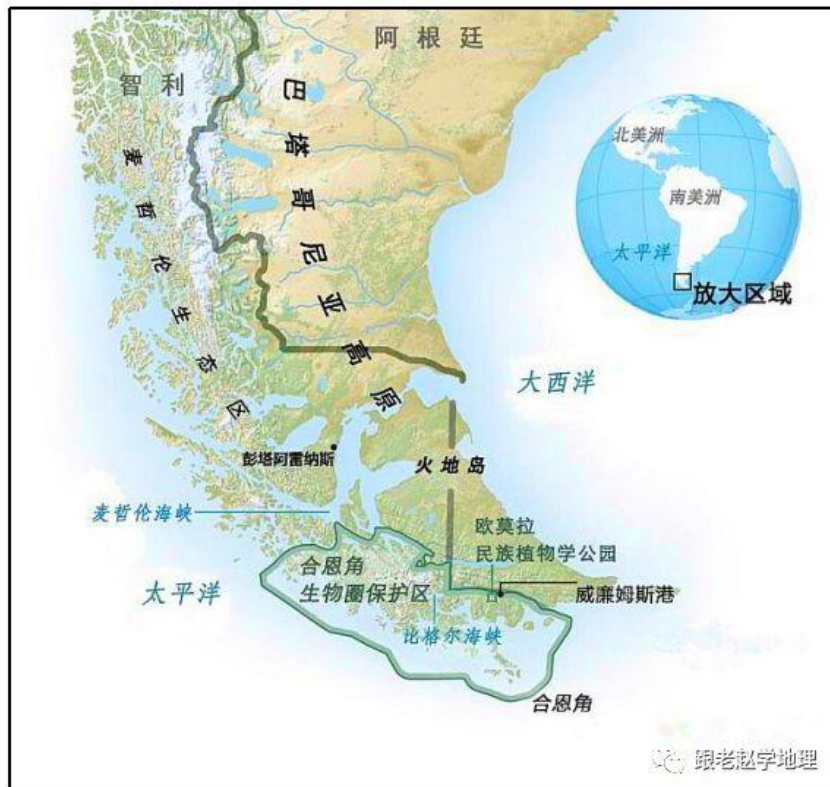 阿根廷
智利
巴塔哥尼亚高原
麦哲伦生态区
北美洲
南美洲
太平洋
放大区域
大西洋
彭塔阿雷纳斯
火地岛
麦哲伦海峡
欧莫拉
民族植物学公园
合恩角
生物圈保护区
太平洋
威廉姆斯港
比格尔海峡
合恩角
跟老赵学地理